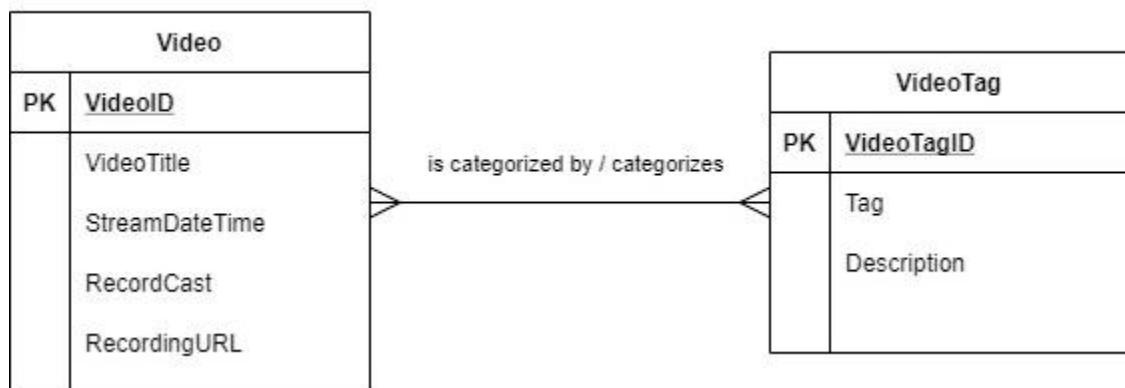 Video
PK VideoID
VideoTitle
StreamDateTime
RecordCast
RecordingURL
is categorized by / categorizes
VideoTag
PK VideoTagID
Tag
Description